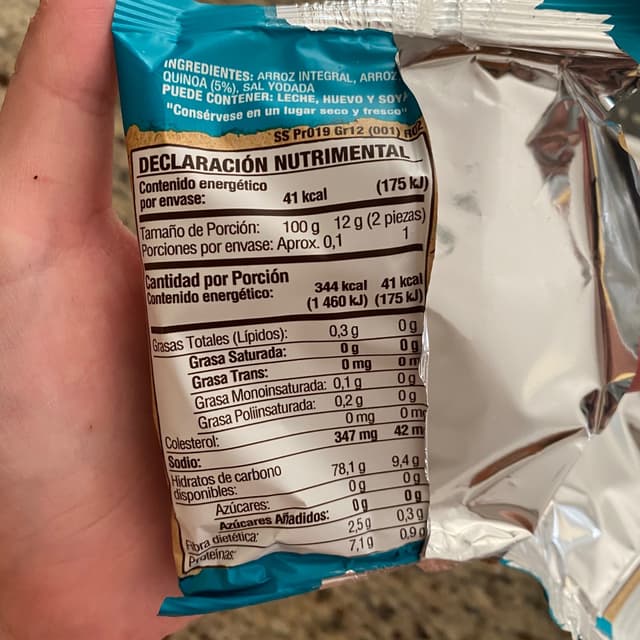 INGREDIENTES: ARROZ INTEGRAL, ARROZ
QUINOA (5%), SAL YODADA
PUEDE CONTENER: LECHE, HUEVO Y SOYA
"Consérvese en un lugar seco y fresco"
SS Pr019 Gr12 (001)
DECLARACIÓN NUTRIMENTAL
Contenido energético
por envase: 41 kcal (175 kJ)
Tamaño de Porción: 100 g 12 g (2 piezas)
Porciones por envase: Aprox. 0,1 1
Cantidad por Porción
Contenido energético: 344 kcal 41 kcal
(1 460 kJ) (175 kJ)
Grasas Totales (Lípidos): 0,3 g 0 g
Grasa Saturada: 0 g 0 g
Grasa Trans: 0 mg 0 m
Grasa Monoinsaturada: 0,1 g 0 g
Grasa Poliinsaturada: 0,2 g 0 g
Colesterol: 0 mg 0 m
Sodio: 347 mg 42 m
Hidratos de carbono
disponibles: 78,1 g 9,4 g
Azúcares: 0 g 0 g
Azúcares Añadidos: 0 g 0 g
Fibra dietética: 2,5 g 0,3 g
Proteínas: 7,1 g 0,9 g